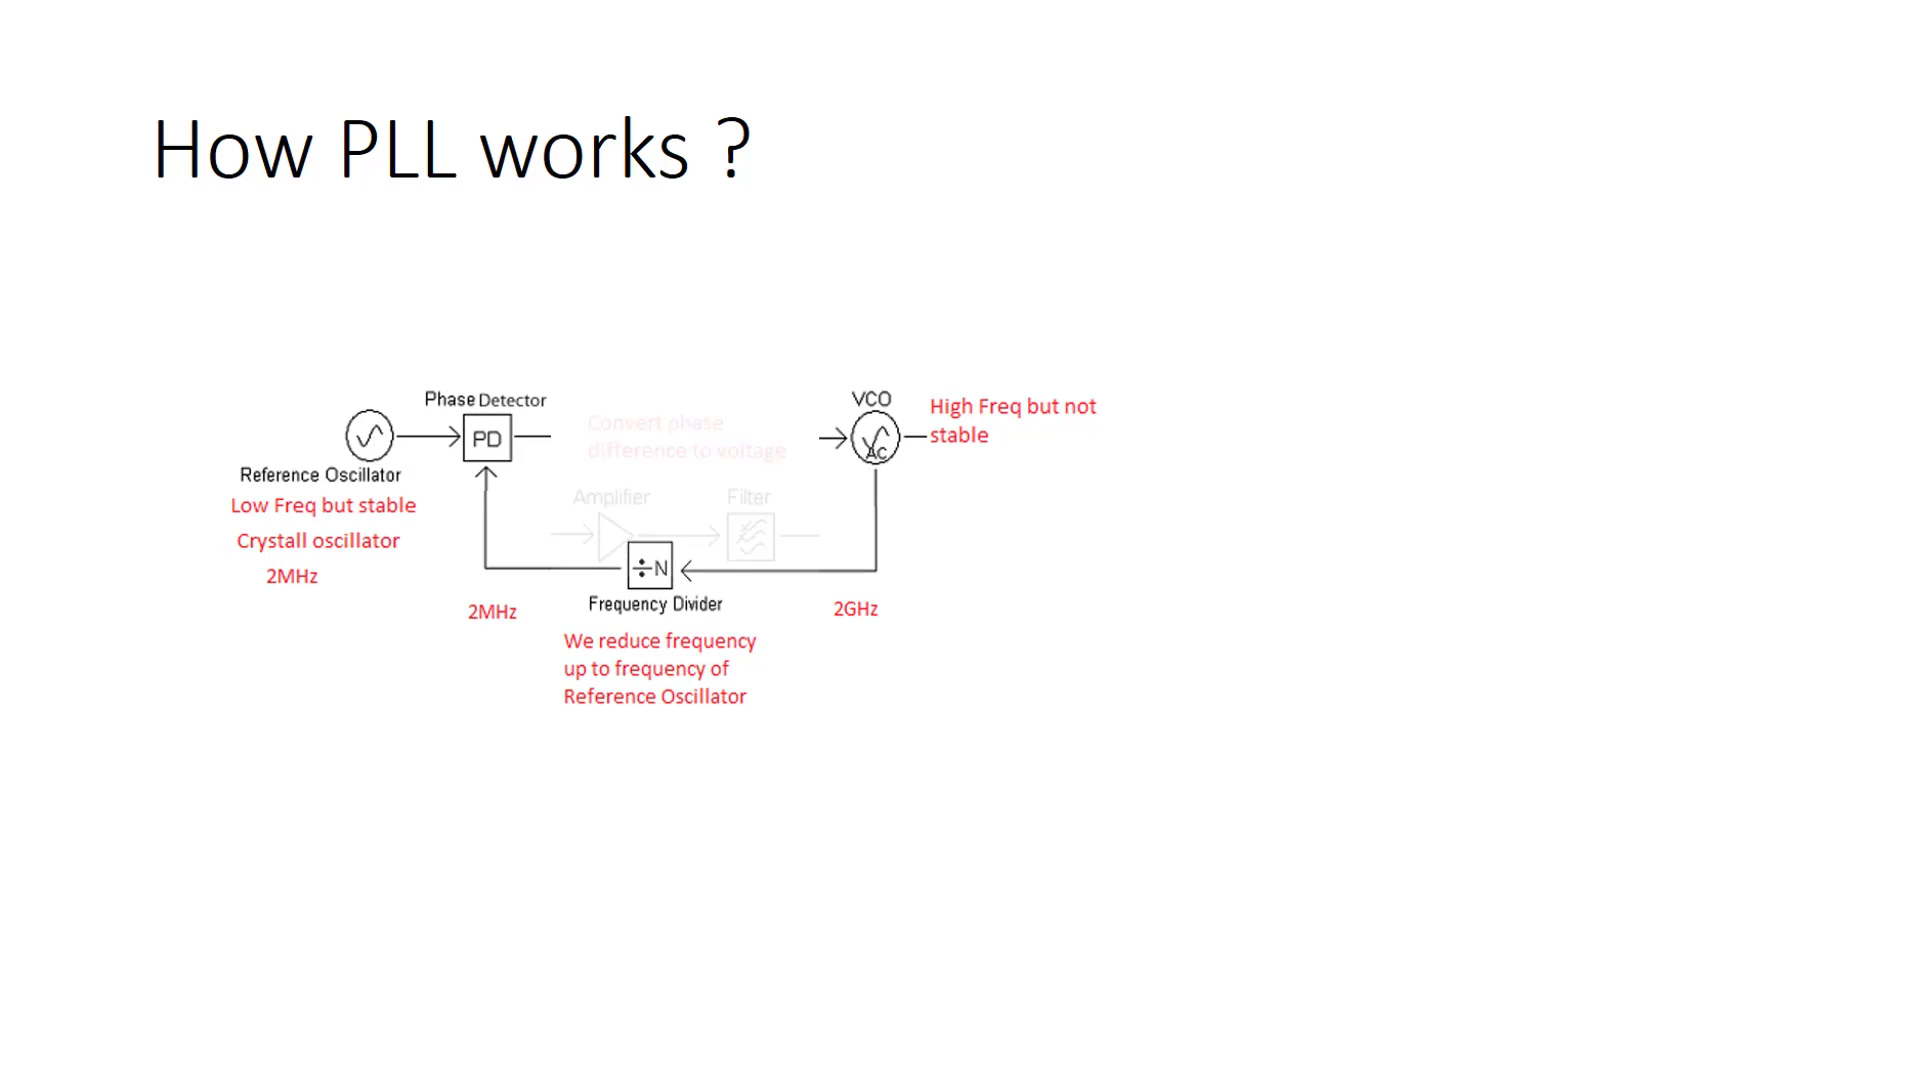 How PLL works ?
Phase Detector
VCO
High Freq but not
stable
Convert phase
difference to voltage
PD
AC
Reference Oscillator
Low Freq but stable
Crystall oscillator
2MHz
Amplifier
Filter
÷N
Frequency Divider
2MHz
2GHz
We reduce frequency
up to frequency of
Reference Oscillator